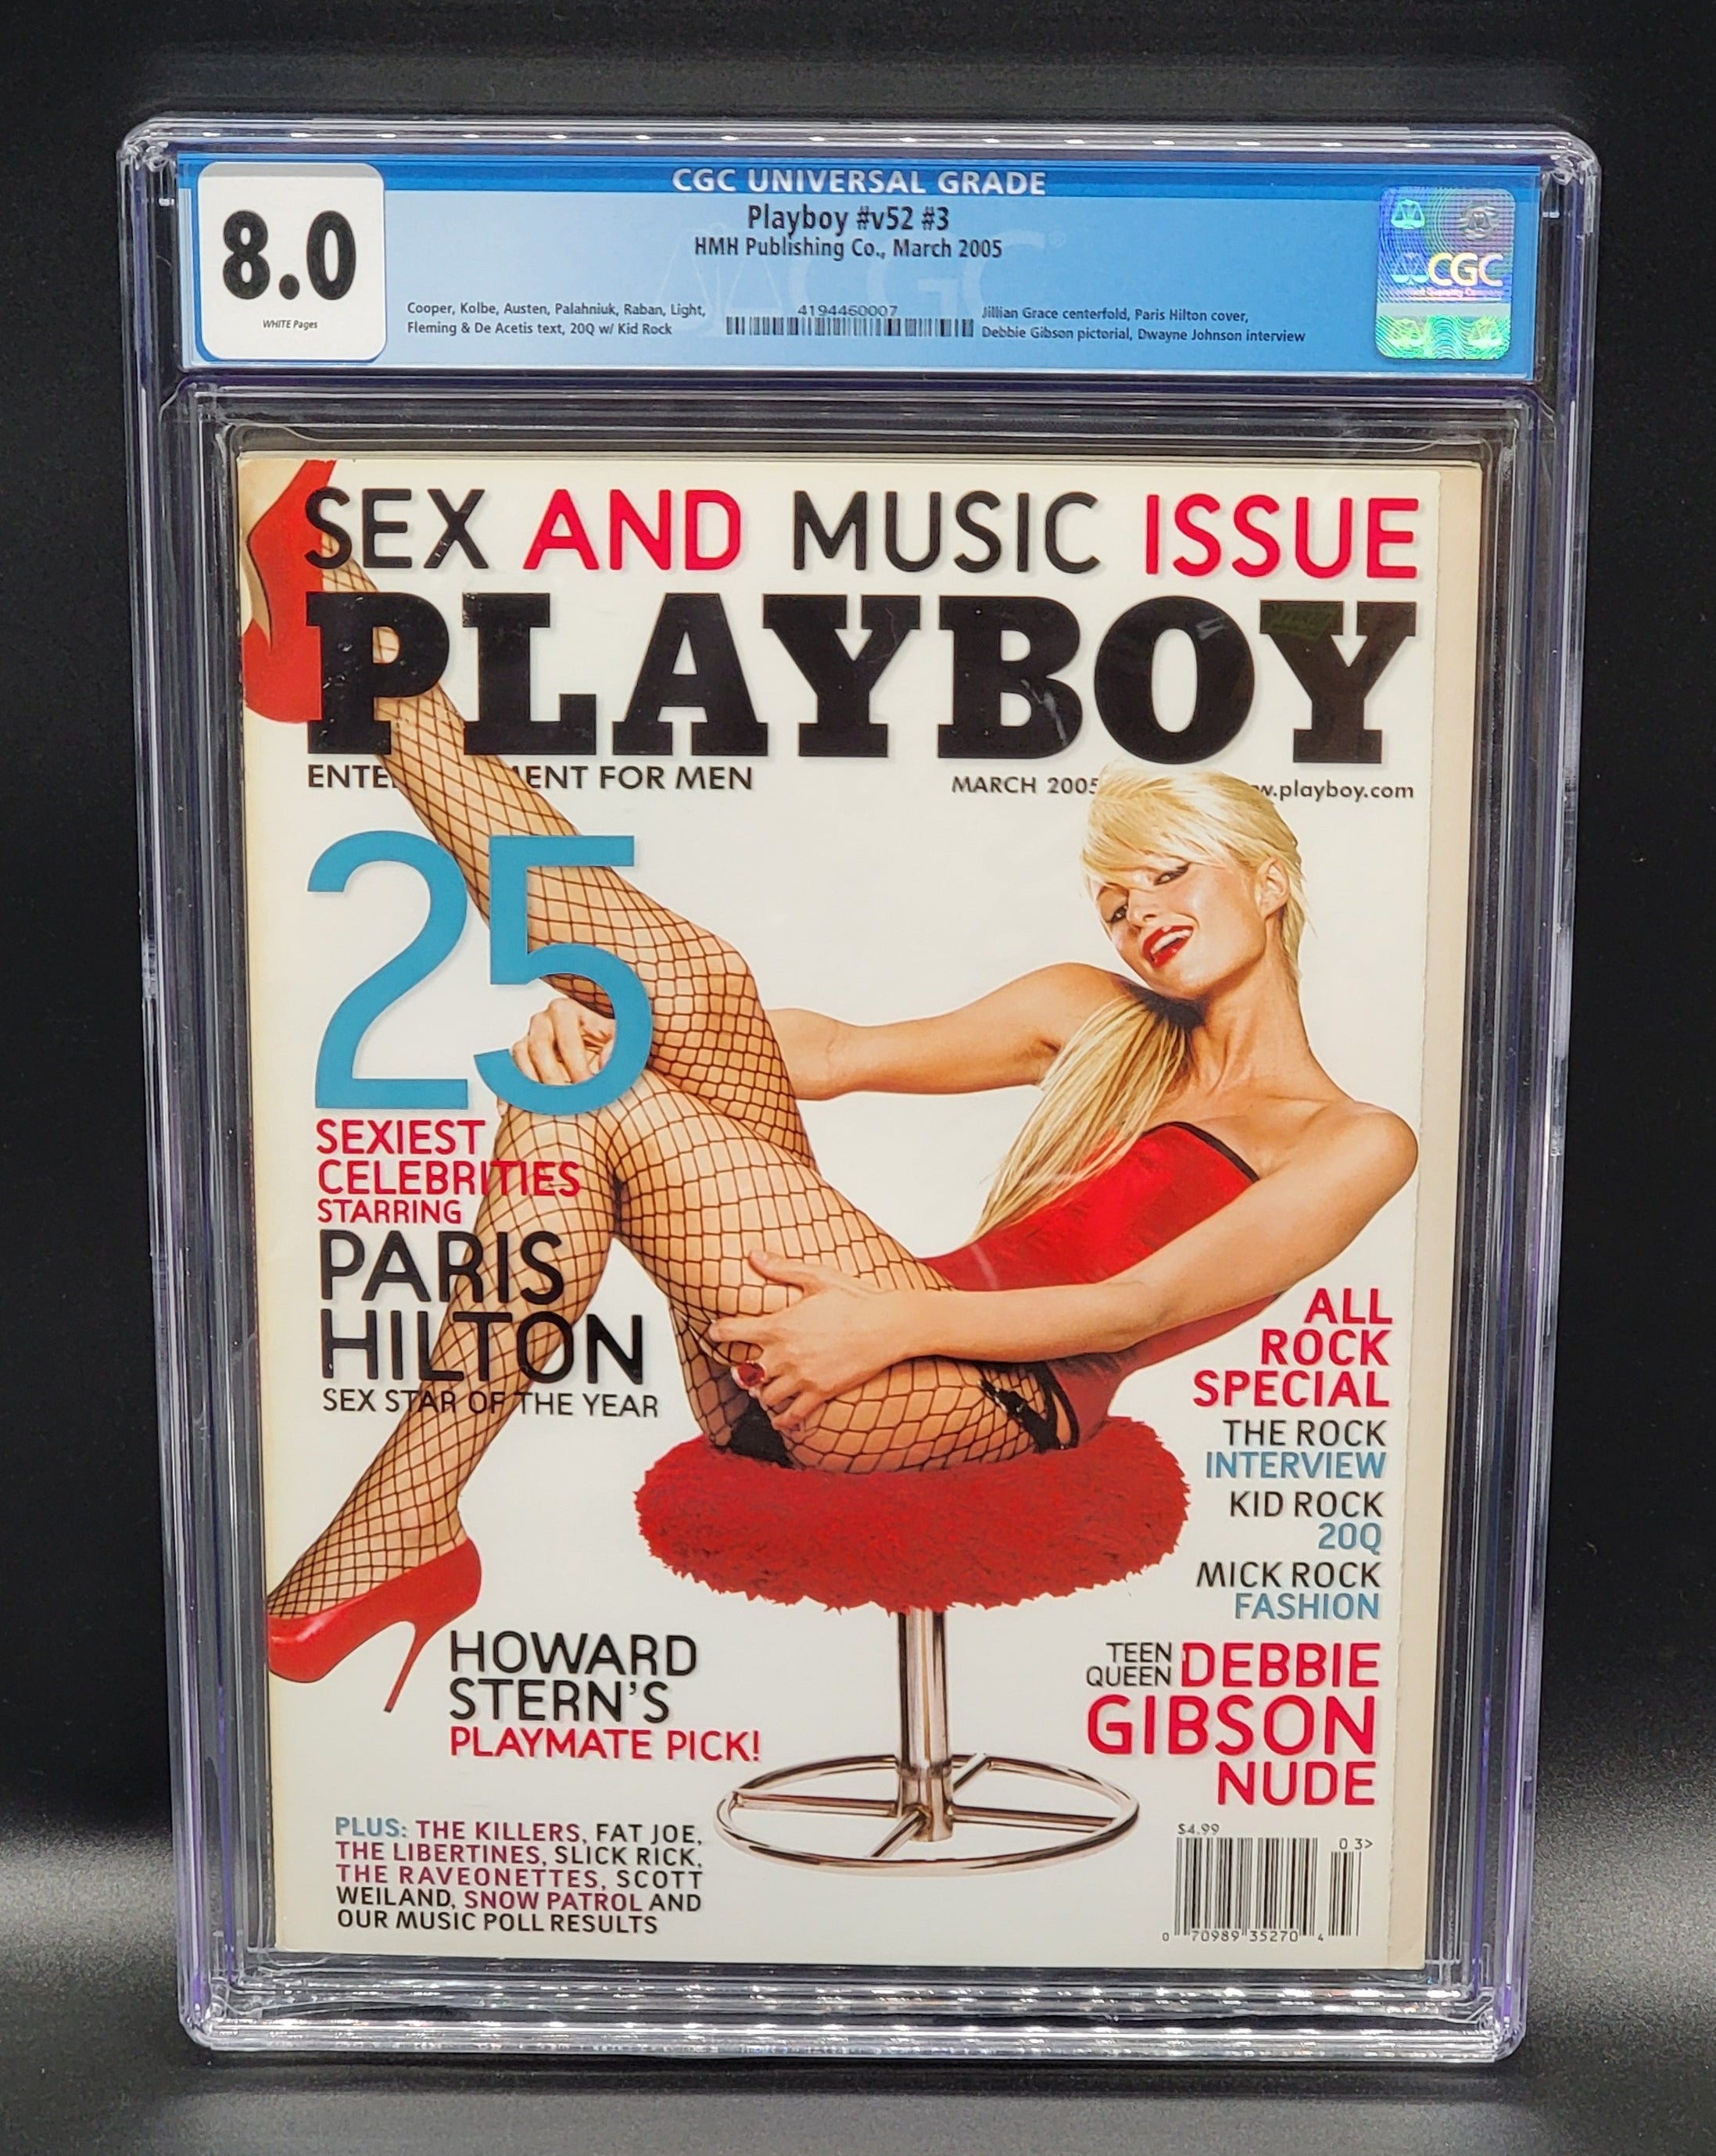 CGC UNIVERSAL GRADE
8.0
WHITE Pages
Playboy #v52 #3
HMH Publishing Co., March 2005
Cooper, Kolbe, Austen, Palahniuk, Raban, Light,
Fleming & De Acetis text, 20Q w/ Kid Rock
4194460007
Jillian Grace centerfold, Paris Hilton cover,
Debbie Gibson pictorial, Dwayne Johnson interview
CGC
SEX AND MUSIC ISSUE
PLAYBOY
ENTE ENT FOR MEN
MARCH 2005
w.playboy.com
25
SEXIEST
CELEBRITIES
STARRING
PARIS
HILTON
SEX STAR OF THE YEAR
ALL
ROCK
SPECIAL
THE ROCK
INTERVIEW
KID ROCK
20Q
MICK ROCK
FASHION
HOWARD
STERN'S
PLAYMATE PICK!
TEEN
QUEEN DEBBIE
GIBSON
NUDE
PLUS: THE KILLERS, FAT JOE,
THE LIBERTINES, SLICK RICK,
THE RAVEONETTES, SCOTT
WEILAND, SNOW PATROL AND
OUR MUSIC POLL RESULTS
$4.99
03>
0 70989 35270 4